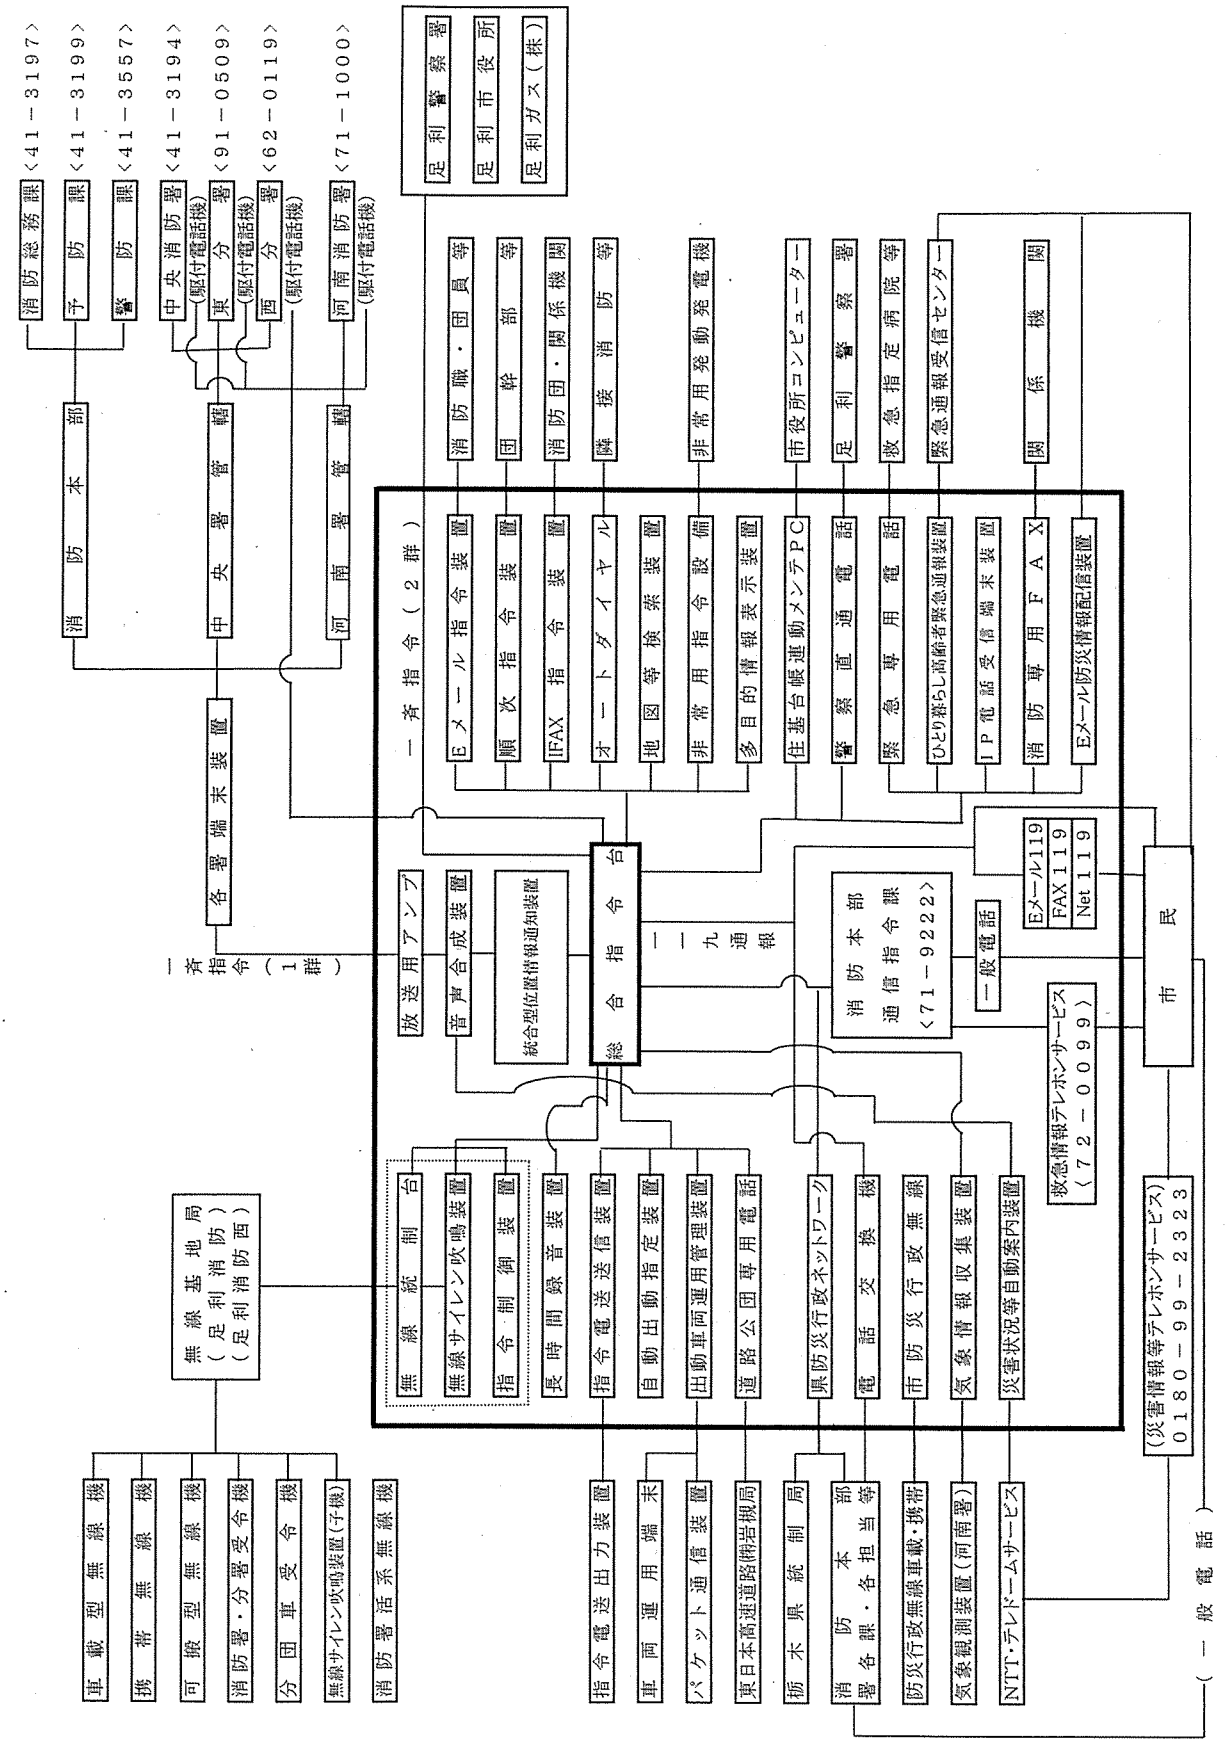 車載型無線機
携帯無線機
可搬型無線機
消防署・分署受令機
分団車受令機
無線サイレン吹鳴装置(子機)
消防署活系無線機
無線基地局
(足利消防)
(足利消防西)
一斉指令(1群)
各署端末装置
消防本部
中央署管轄
河南署管轄
消防総務課<41-3197>
予防課<41-3199>
警防課<41-3557>
中央消防署<41-3194>
(駆付電話機)
東分署<91-0509>
(駆付電話機)
西分署<62-0119>
(駆付電話機)
河南消防署<71-1000>
(駆付電話機)
足利警察署
足利市役所
足利ガス(株)
一斉指令(2群)
無線統制台
無線サイレン吹鳴装置
指令制御装置
長時間録音装置
指令電送送信装置
自動出動指定装置
出動車両運用管理装置
道路公団専用電話
県防災行政ネットワーク
電話交換機
市防災行政無線
気象情報収集装置
災害状況等自動案内装置
放送用アンプ
音声合成装置
統合型位置情報通知装置
総合指令台
一一九通報
消防本部
通信指令課
<71-9222>
一般電話
Eメール119
FAX119
Net119
Eメール指令装置
順次指令装置
IFAX指令装置
オートダイヤル
地図等検索装置
非常用指令設備
多目的情報表示装置
住基台帳連動メンテPC
警察直通電話
緊急専用電話
ひとり暮らし高齢者緊急通報装置
IP電話受信端末装置
消防専用FAX
Eメール防災情報配信装置
消防職・団員等
団幹部等
消防団・関係機関
隣接消防等
非常用発動発電機
市役所コンピューター
足利警察署
救急指定病院等
緊急通報受信センター
関係機関
指令電送出力装置
車両運用端末
パケット通信装置
東日本高速道路㈱岩槻局
栃木県統制局
消防本部
署各課・各担当等
防災行政無線車載・携帯
気象観測装置(河南署)
NTT・テレドームサービス
救急情報テレホンサービス
<72-0099>
(災害情報等テレホンサービス)
0180-99-2323
市民
(一般電話)